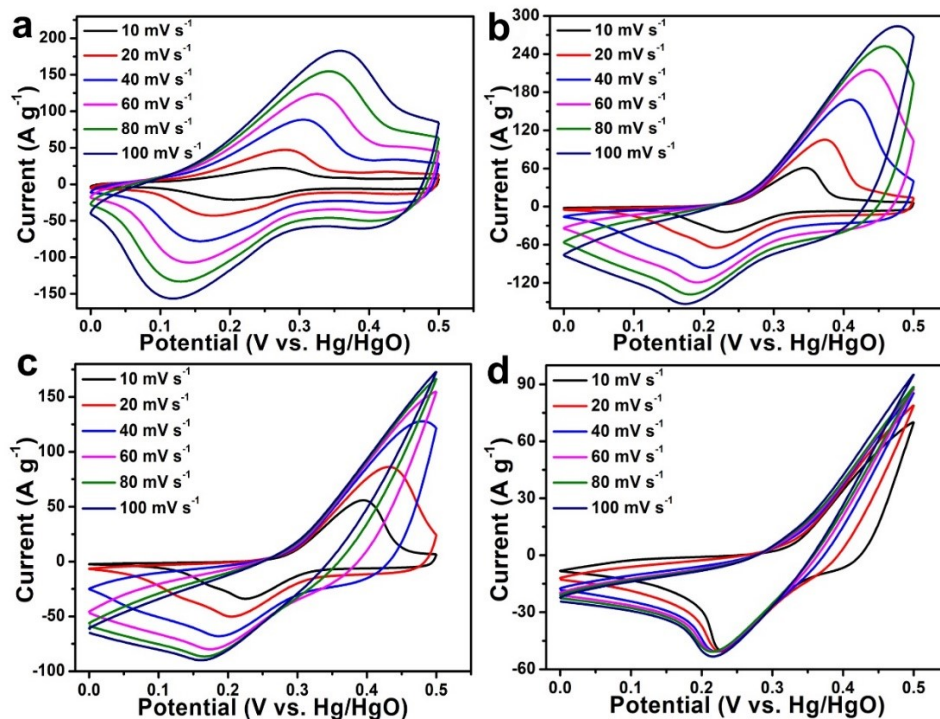 a
Current (A g⁻¹)
200
150
100
50
0
-50
-100
-150
10 mV s⁻¹
20 mV s⁻¹
40 mV s⁻¹
60 mV s⁻¹
80 mV s⁻¹
100 mV s⁻¹
0.0 0.1 0.2 0.3 0.4 0.5
Potential (V vs. Hg/HgO)
b
Current (A g⁻¹)
300
240
180
120
60
0
-60
-120
10 mV s⁻¹
20 mV s⁻¹
40 mV s⁻¹
60 mV s⁻¹
80 mV s⁻¹
100 mV s⁻¹
0.0 0.1 0.2 0.3 0.4 0.5
Potential (V vs. Hg/HgO)
c
Current (A g⁻¹)
150
100
50
0
-50
-100
10 mV s⁻¹
20 mV s⁻¹
40 mV s⁻¹
60 mV s⁻¹
80 mV s⁻¹
100 mV s⁻¹
0.0 0.1 0.2 0.3 0.4 0.5
Potential (V vs. Hg/HgO)
d
Current (A g⁻¹)
90
60
30
0
-30
-60
10 mV s⁻¹
20 mV s⁻¹
40 mV s⁻¹
60 mV s⁻¹
80 mV s⁻¹
100 mV s⁻¹
0.0 0.1 0.2 0.3 0.4 0.5
Potential (V vs. Hg/HgO)